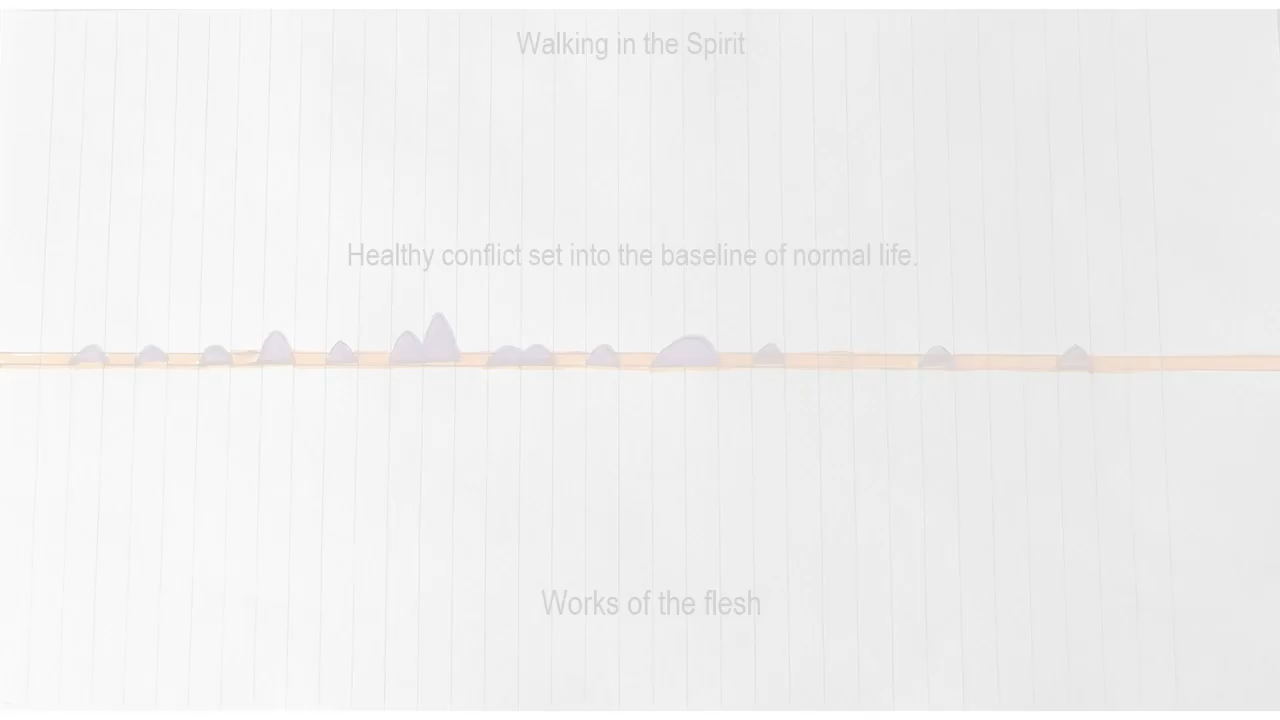 Walking in the Spirit
Healthy conflict set into the baseline of normal life.
Works of the flesh